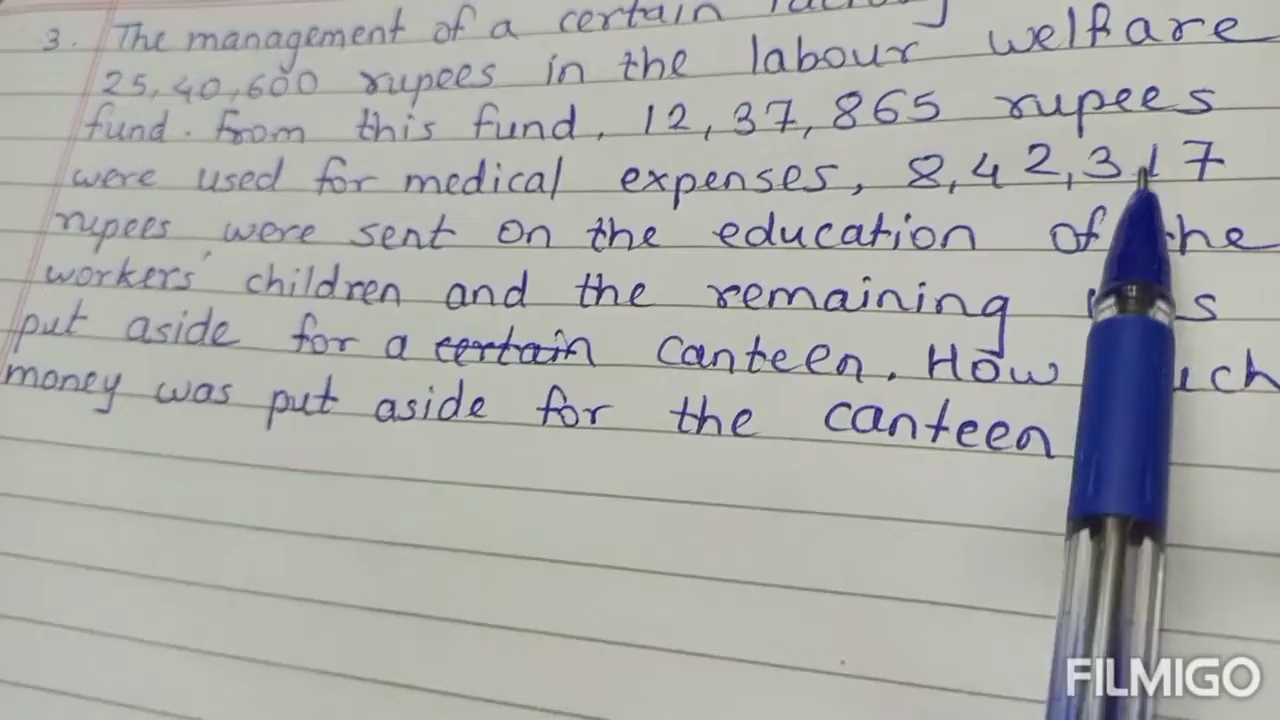 3. The management of a certain
25,40,600 rupees in the labour welfare
fund. From this fund, 12,37,865 rupees
were used for medical expenses, 8,42,317
rupees were sent on the education of the
workers' children and the remaining
put aside for a certain canteen. How
money was put aside for the canteen
FILMIGO